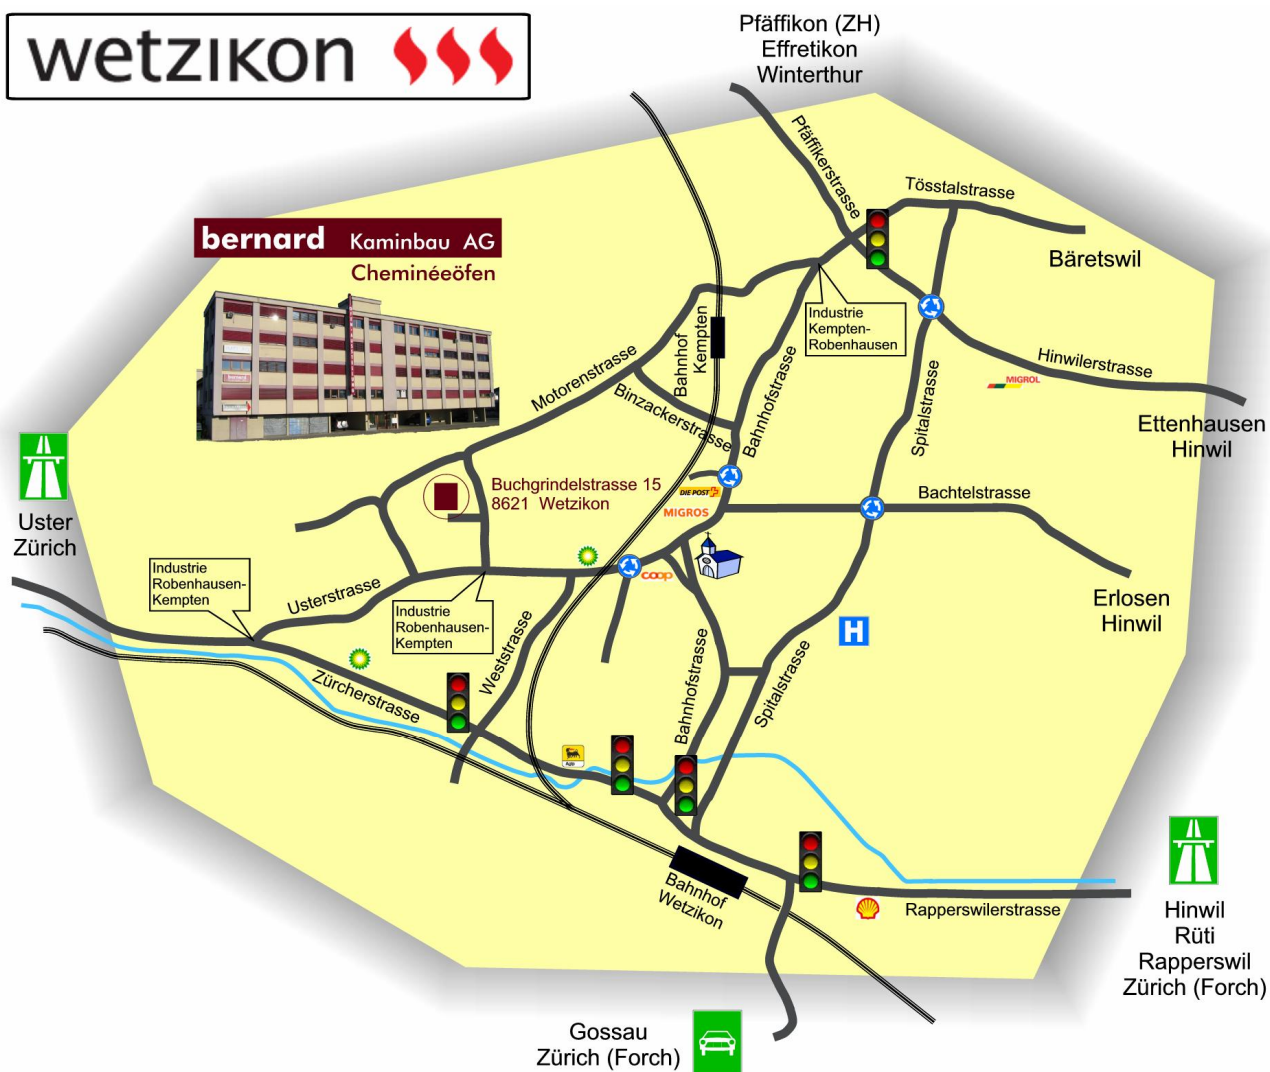 wetzikon
Pfäffikon (ZH)
Effretikon
Winterthur
Pfäffikerstrasse
Tösstalstrasse
Bäretswil
bernard Kaminbau AG
Cheminéeöfen
Industrie
Kempten-
Robenhausen
Bahnhof
Kempten
Motorenstrasse
Binzackerstrasse
Bahnhofstrasse
Spitalstrasse
Hinwilerstrasse
MIGROL
Ettenhausen
Hinwil
bernard
Buchgrindelstrasse 15
8621 Wetzikon
DIE POST
MIGROS
Bachtelstrasse
Uster
Zürich
Industrie
Robenhausen-
Kempten
Usterstrasse
Industrie
Robenhausen-
Kempten
coop
Erlosen
Hinwil
H
Weststrasse
Zürcherstrasse
Bahnhofstrasse
Spitalstrasse
Agip
Bahnhof
Wetzikon
Rapperswilerstrasse
Hinwil
Rüti
Rapperswil
Zürich (Forch)
Gossau
Zürich (Forch)